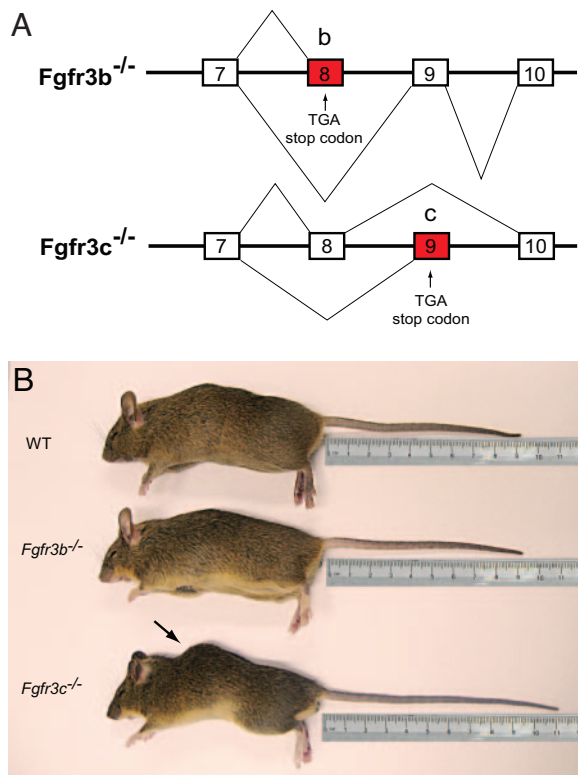 A
b
Fgfr3b-/-
7 8 9 10
TGA
stop codon
c
Fgfr3c-/-
7 8 9 10
TGA
stop codon
B
WT
Fgfr3b-/-
Fgfr3c-/-